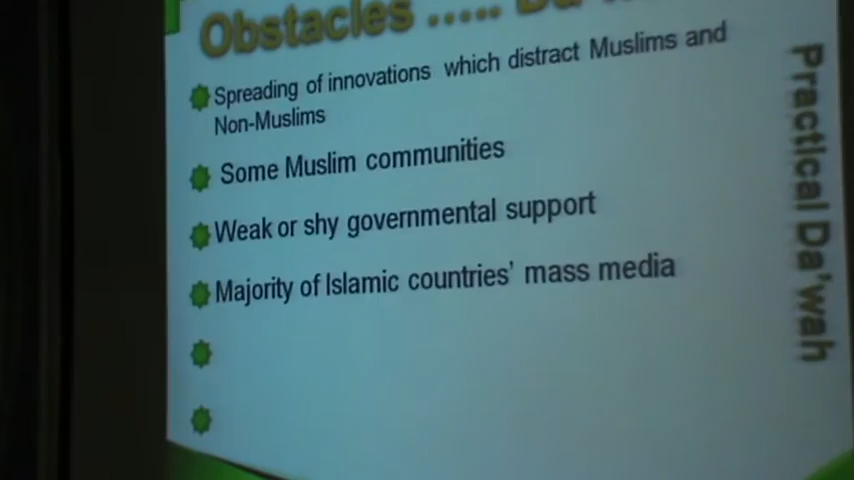 Obstacles .....
Spreading of innovations which distract Muslims and
Non-Muslims
Some Muslim communities
Weak or shy governmental support
Majority of Islamic countries' mass media
Practical Da'wah